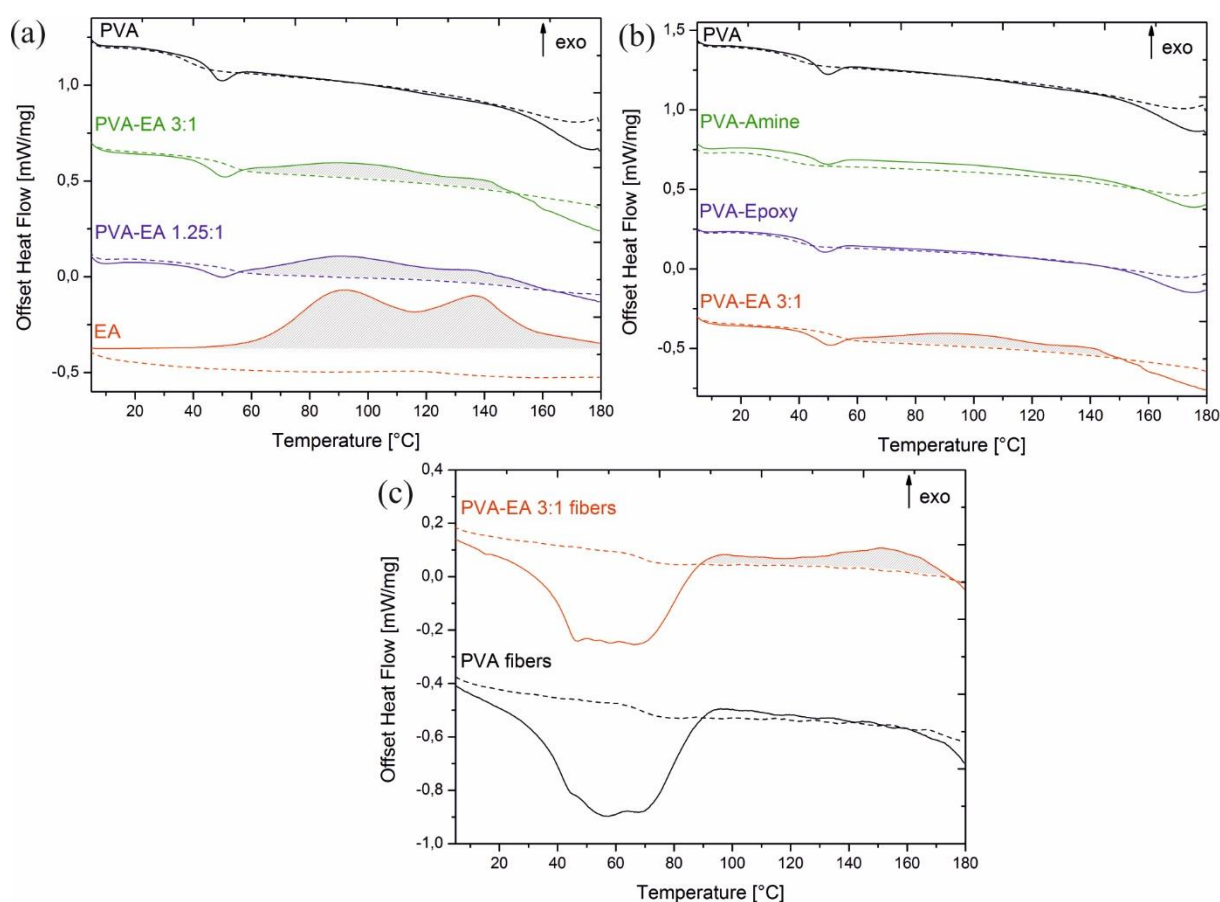 (a)
PVA
exo
PVA-EA 3:1
PVA-EA 1.25:1
EA
1,0
0,5
0,0
-0,5
Offset Heat Flow [mW/mg]
20 40 60 80 100 120 140 160 180
Temperature [°C]
(b)
PVA
exo
PVA-Amine
PVA-Epoxy
PVA-EA 3:1
1,5
1,0
0,5
0,0
-0,5
Offset Heat Flow [mW/mg]
20 40 60 80 100 120 140 160 180
Temperature [°C]
(c)
exo
PVA-EA 3:1 fibers
PVA fibers
0,4
0,2
0,0
-0,2
-0,4
-0,6
-0,8
-1,0
Offset Heat Flow [mW/mg]
20 40 60 80 100 120 140 160 180
Temperature [°C]